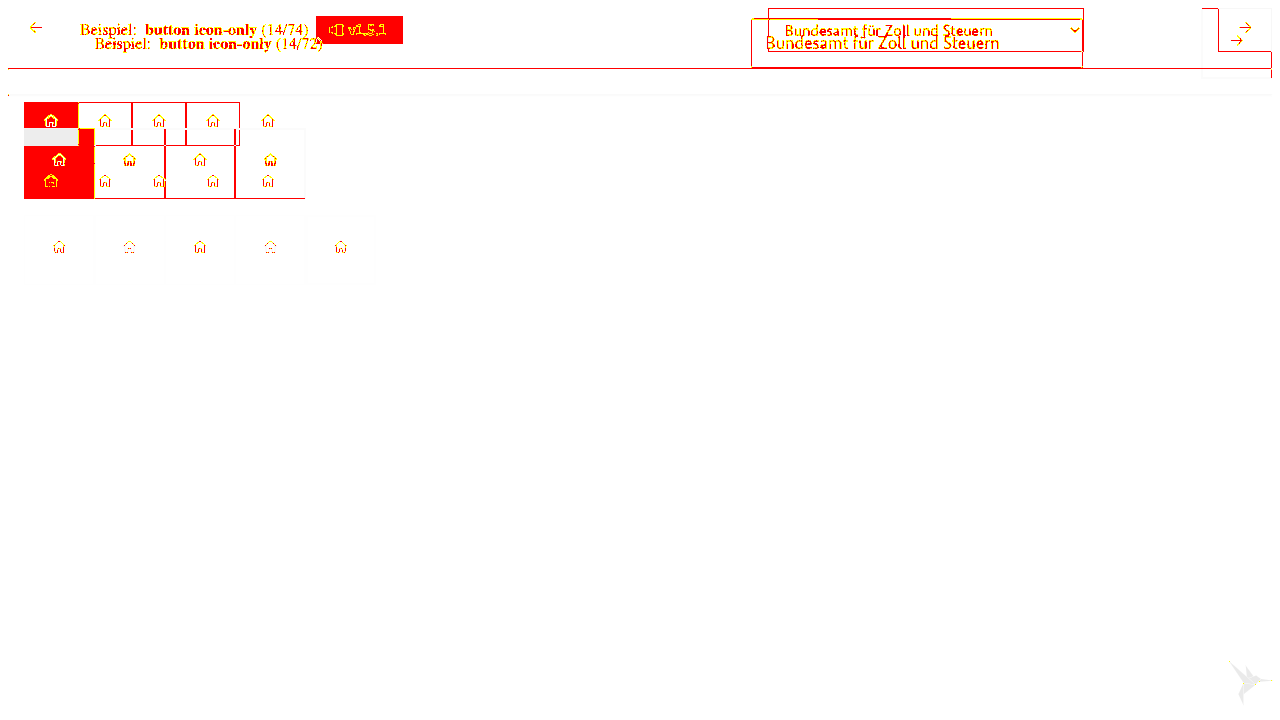 Beispiel: button icon-only (14/74) v1.5.1
Beispiel: button icon-only (14/72)
Bundesamt für Zoll und Steuern
Bundesamt für Zoll und Steuern